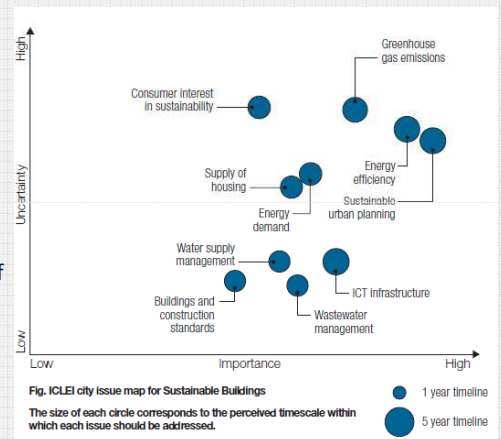 High
Greenhouse
gas emissions
Consumer interest
in sustainability
Energy
efficiency
Supply of
housing
Sustainable
urban planning
Energy
demand
Uncertainty
Water supply
management
f
ICT infrastructure
Buildings and
construction
standards
Wastewater
management
Low
Low
Importance
High
Fig. ICLEI city issue map for Sustainable Buildings
1 year timeline
The size of each circle corresponds to the perceived timescale within
which each issue should be addressed.
5 year timeline